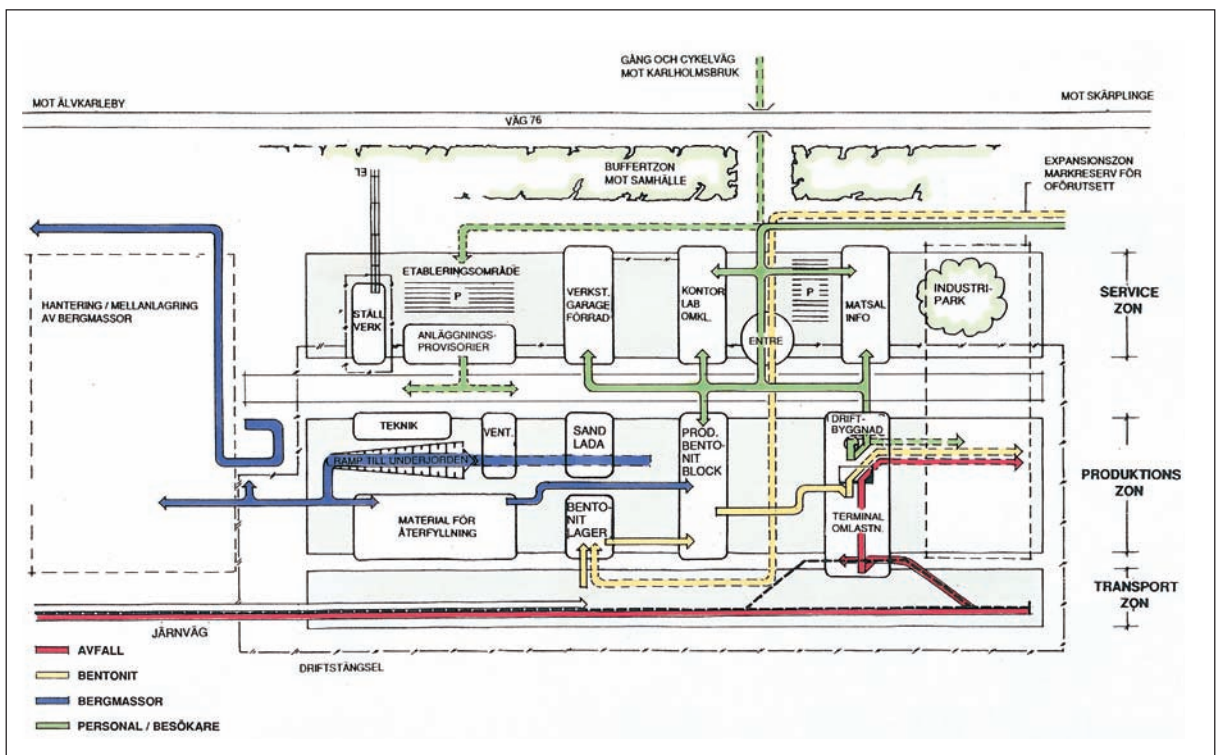 GÅNG OCH CYKELVÄG
MOT KARLHOLMSBRUK
MOT ÄLVKARLEBY
MOT SKÄRPLINGE
VÄG 76
BUFFERTZON
MOT SAMHÄLLE
EXPANSIONSZON
MARKRESERV FÖR
OFÖRUTSETT
EL
HANTERING / MELLANLAGRING
AV BERGMASSOR
ETABLERINGSOMRÅDE
P
STÄLL
VERK
ANLÄGGNINGS-
PROVISORIER
VERKST.
GARAGE
FÖRRAD
KONTOR
LAB
OMKL.
P
ENTRE
MATSAL
INFO
INDUSTRI-
PARK
SERVICE
ZON
TEKNIK
VENT.
SAND
LADA
PROD.
BENTO-
NIT
BLOCK
DRIFT-
BYGGNAD
RAMP TILL UNDERJORDEN
MATERIAL FÖR
ÅTERFYLLNING
BENTO-
NIT
LAGER
TERMINAL
OMLASTN.
PRODUKTIONS
ZON
TRANSPORT
ZON
JÄRNVÄG
DRIFTSTÄNGSEL
AVFALL
BENTONIT
BERGMASSOR
PERSONAL / BESÖKARE